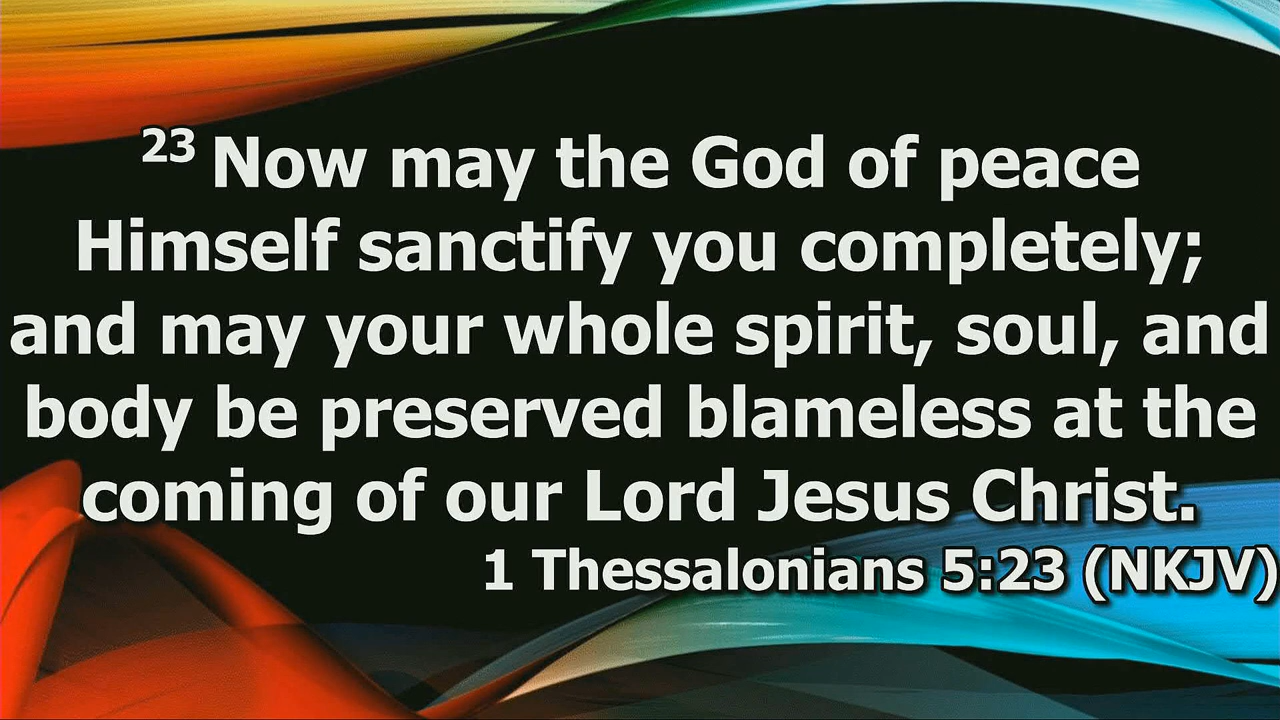 23 Now may the God of peace
Himself sanctify you completely;
and may your whole spirit, soul, and
body be preserved blameless at the
coming of our Lord Jesus Christ.
1 Thessalonians 5:23 (NKJV)